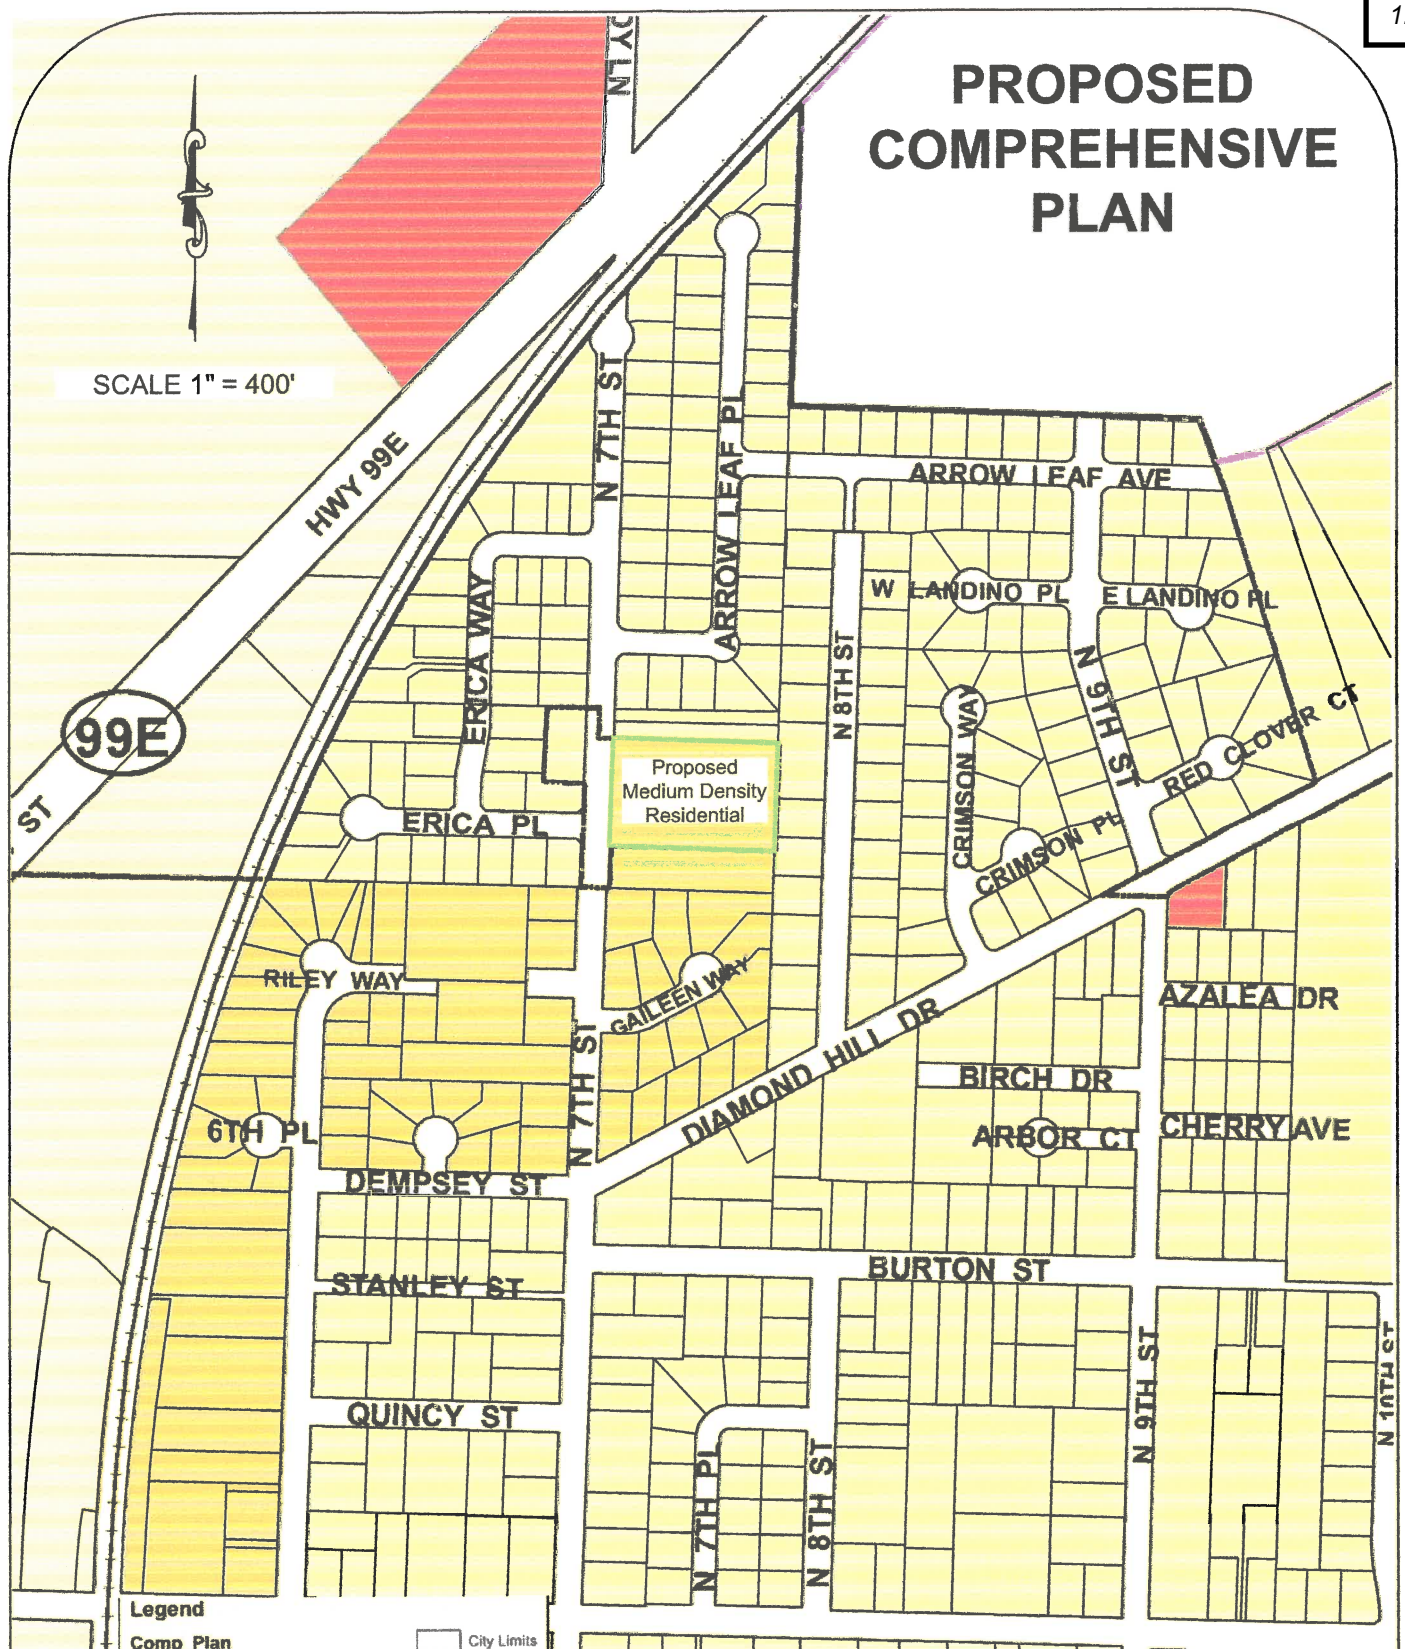 PROPOSED
COMPREHENSIVE
PLAN
SCALE 1" = 400'
HWY 99E
99E
ST
N 7TH ST
ARROW LEAF PL
ARROW LEAF AVE
ARROW LEAF PL
W LANDINO PL
E LANDINO PL
ERICA WAY
N 8TH ST
N 9TH ST
CRIMSON WAY
RED CLOVER CT
Proposed
Medium Density
Residential
ERICA PL
CRIMSON PL
RILEY WAY
GAILEEN WAY
AZALEA DR
DIAMOND HILL DR
N 7TH ST
BIRCH DR
6TH PL
ARBOR CT
CHERRY AVE
DEMPSEY ST
BURTON ST
STANLEY ST
N 9TH ST
N 10TH ST
QUINCY ST
N 7TH PL
N 8TH ST
Legend
Comp Plan
City Limits